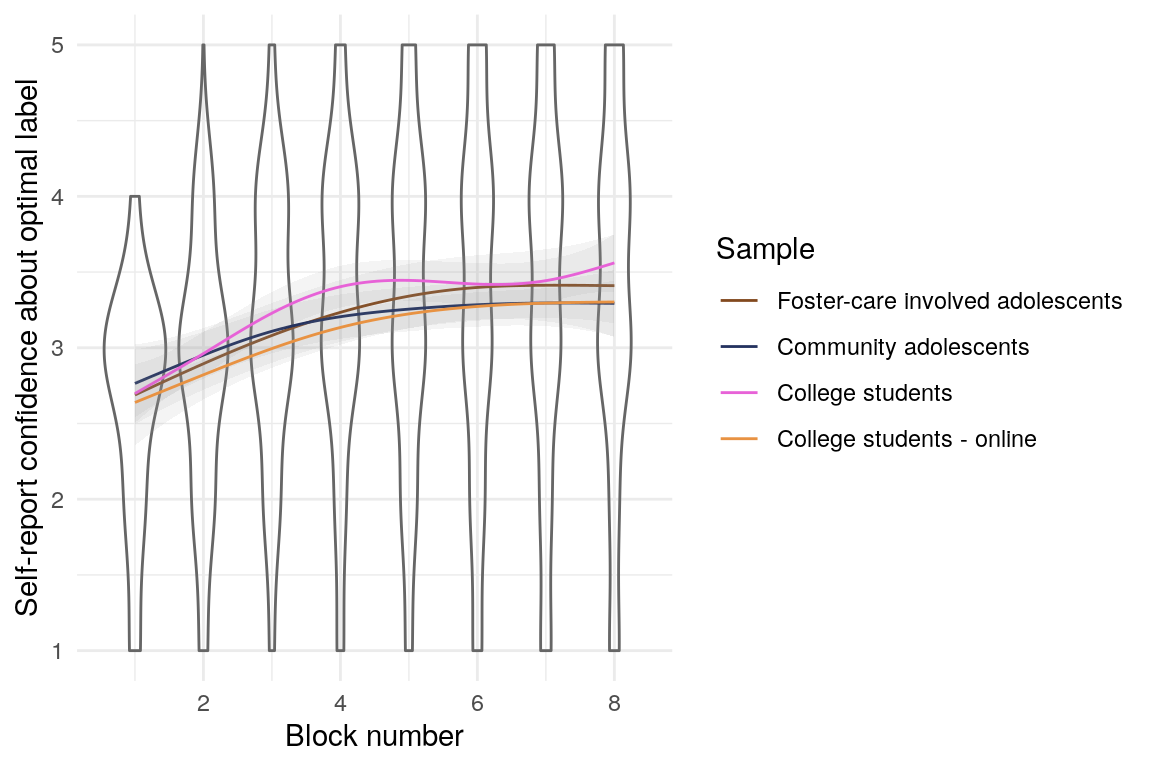 Self-report confidence about optimal label
5
4
3
2
1
2 4 6 8
Block number
Sample
Foster-care involved adolescents
Community adolescents
College students
College students - online